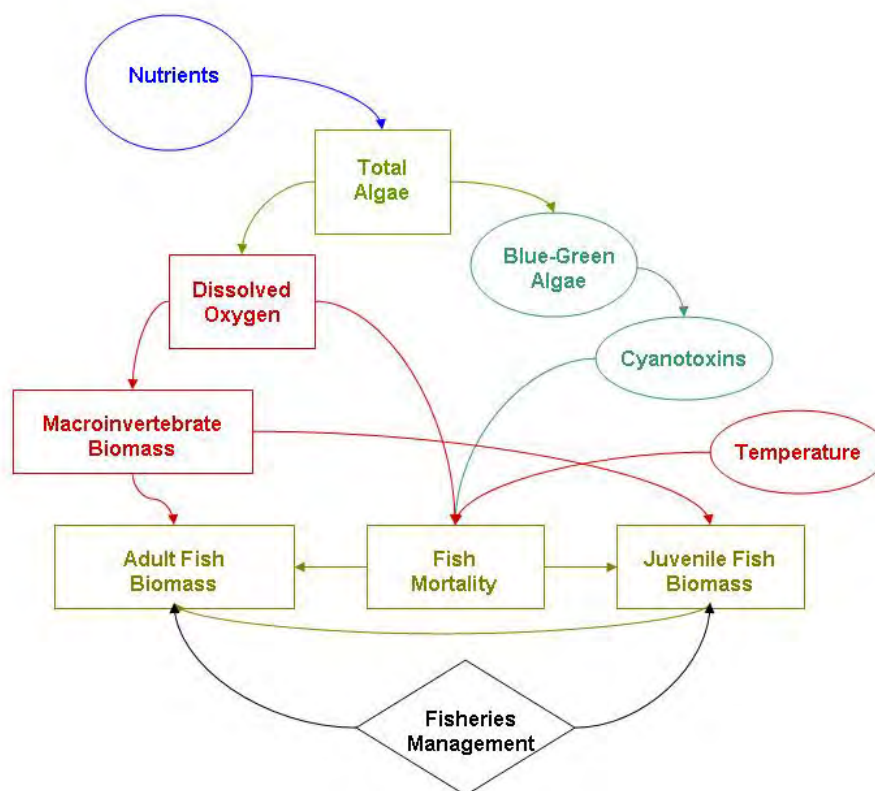 Nutrients
Total
Algae
Blue-Green
Algae
Dissolved
Oxygen
Cyanotoxins
Macroinvertebrate
Biomass
Temperature
Adult Fish
Biomass
Fish
Mortality
Juvenile Fish
Biomass
Fisheries
Management